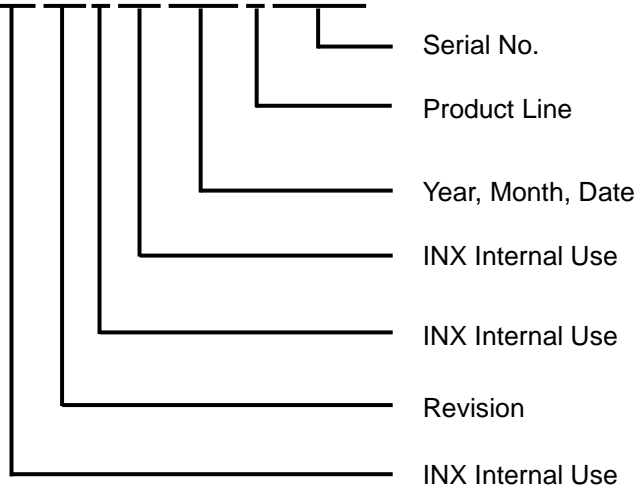 Serial No.
Product Line
Year, Month, Date
INX Internal Use
INX Internal Use
Revision
INX Internal Use